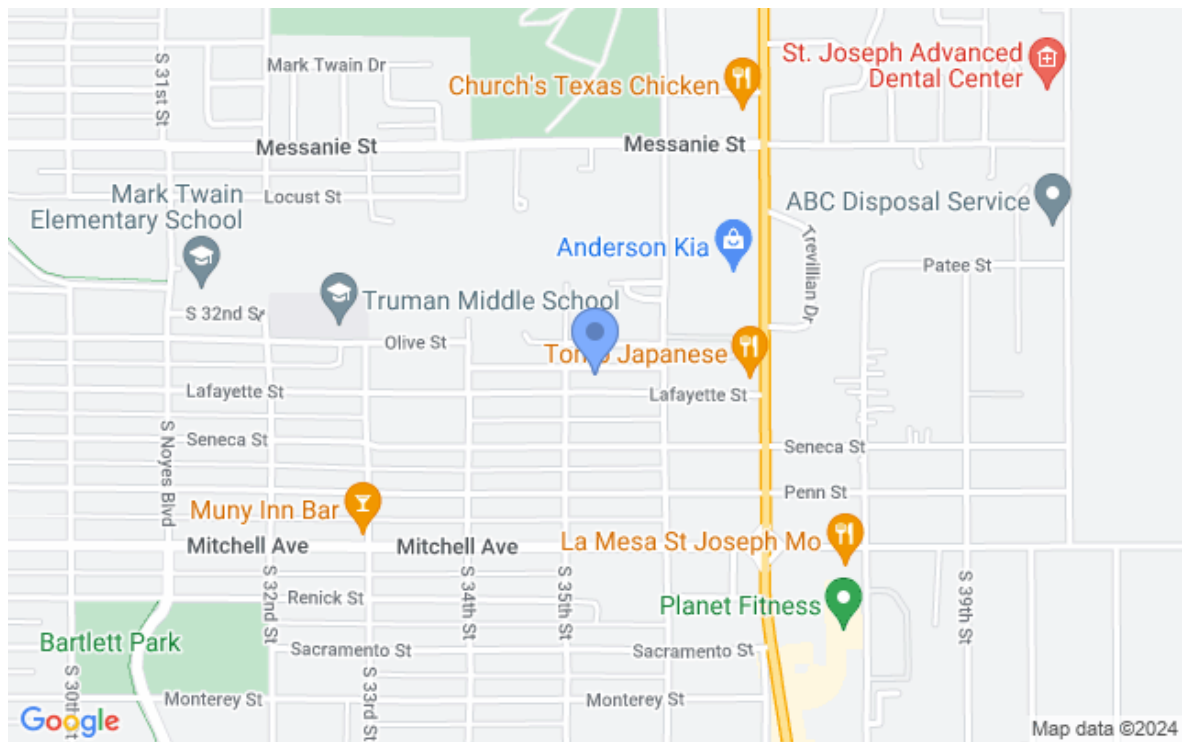 S 31st St
Mark Twain Dr
Church's Texas Chicken
St. Joseph Advanced
Dental Center
Messanie St
Messanie St
Mark Twain
Elementary School
Locust St
ABC Disposal Service
Anderson Kia
Trevillian Dr
Patee St
Truman Middle School
S 32nd St
Olive St
Japanese
Lafayette St
Lafayette St
S Noyes Blvd
Seneca St
Seneca St
Penn St
Muny Inn Bar
Mitchell Ave
Mitchell Ave
La Mesa St Joseph Mo
S 32nd St
Renick St
S 34th St
S 35th St
Planet Fitness
S 39th St
Bartlett Park
Sacramento St
Sacramento St
S 30th St
Monterey St
S 33rd St
Monterey St
Google
Map data ©2024